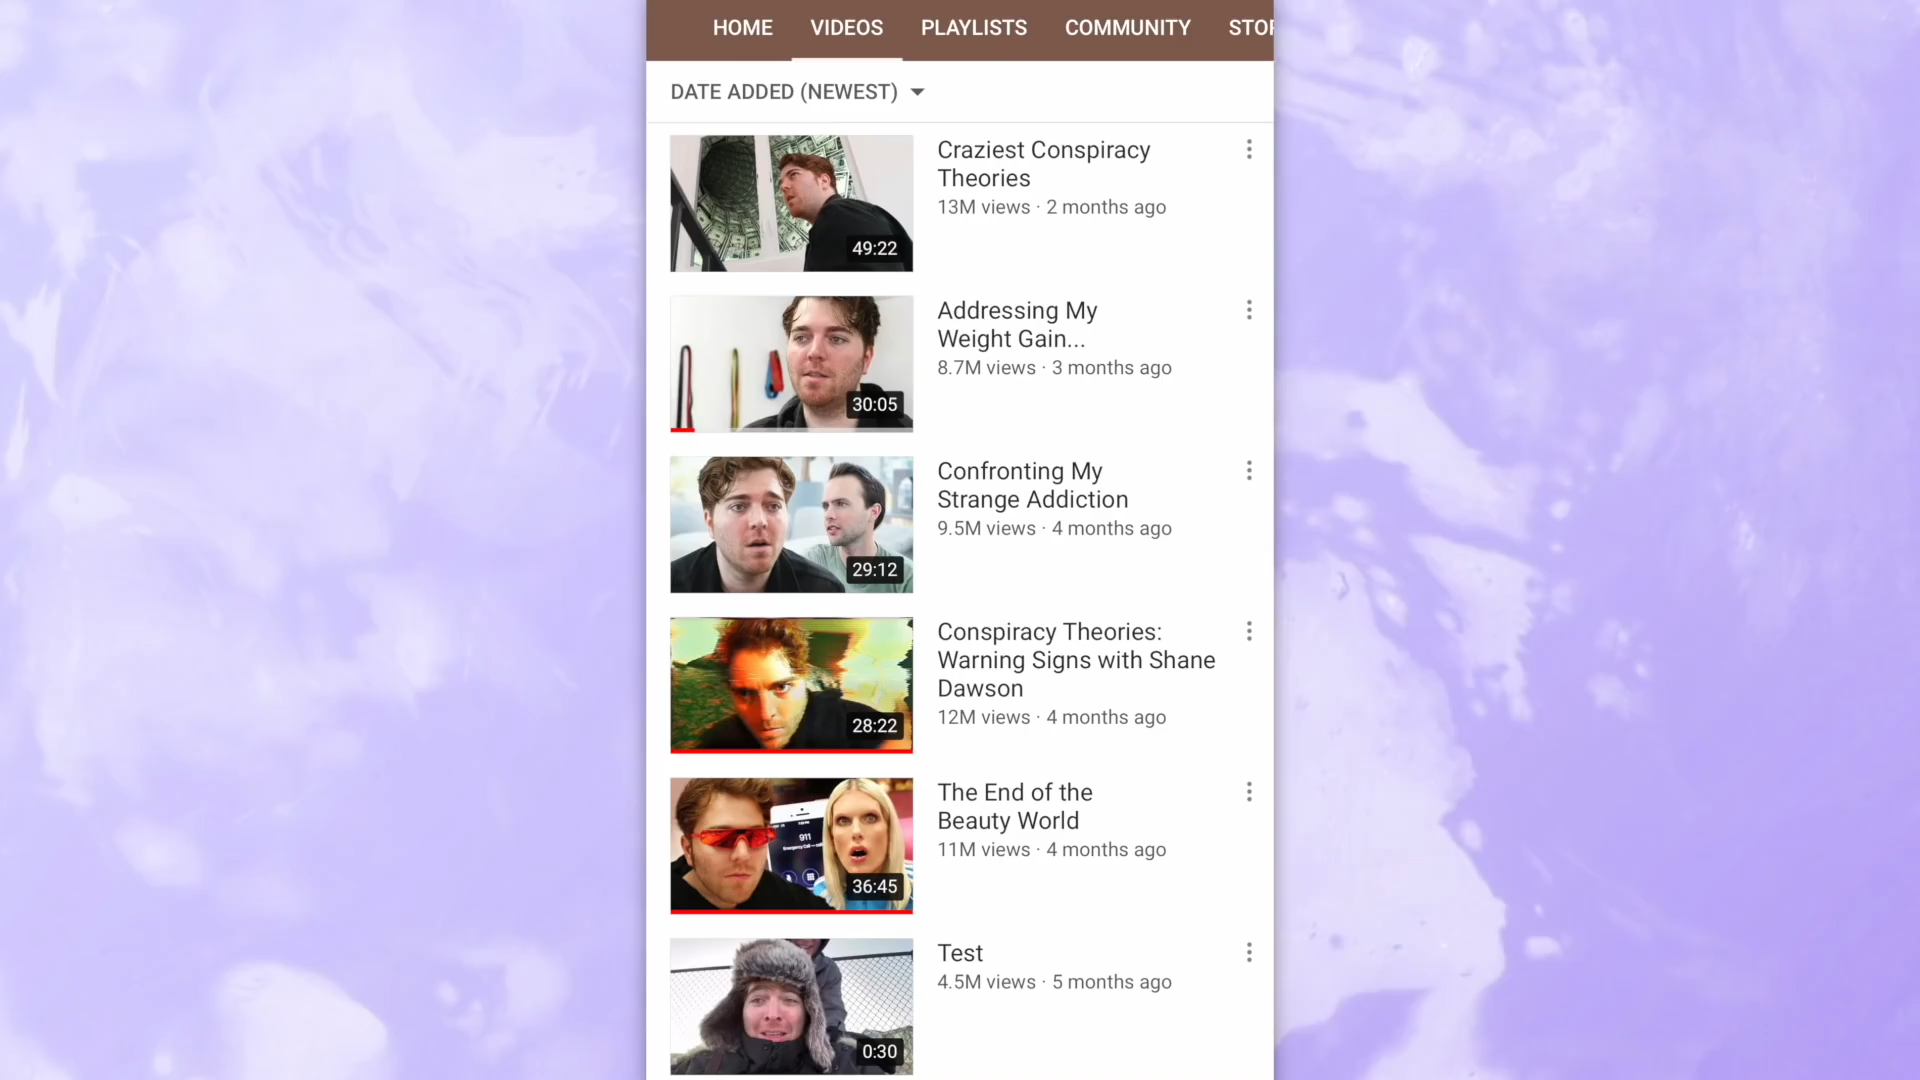 HOME VIDEOS PLAYLISTS COMMUNITY STOR
DATE ADDED (NEWEST)
Craziest Conspiracy
Theories
13M views · 2 months ago
49:22
Addressing My
Weight Gain...
8.7M views · 3 months ago
30:05
Confronting My
Strange Addiction
9.5M views · 4 months ago
29:12
Conspiracy Theories:
Warning Signs with Shane
Dawson
12M views · 4 months ago
28:22
The End of the
Beauty World
11M views · 4 months ago
911
36:45
Test
4.5M views · 5 months ago
0:30